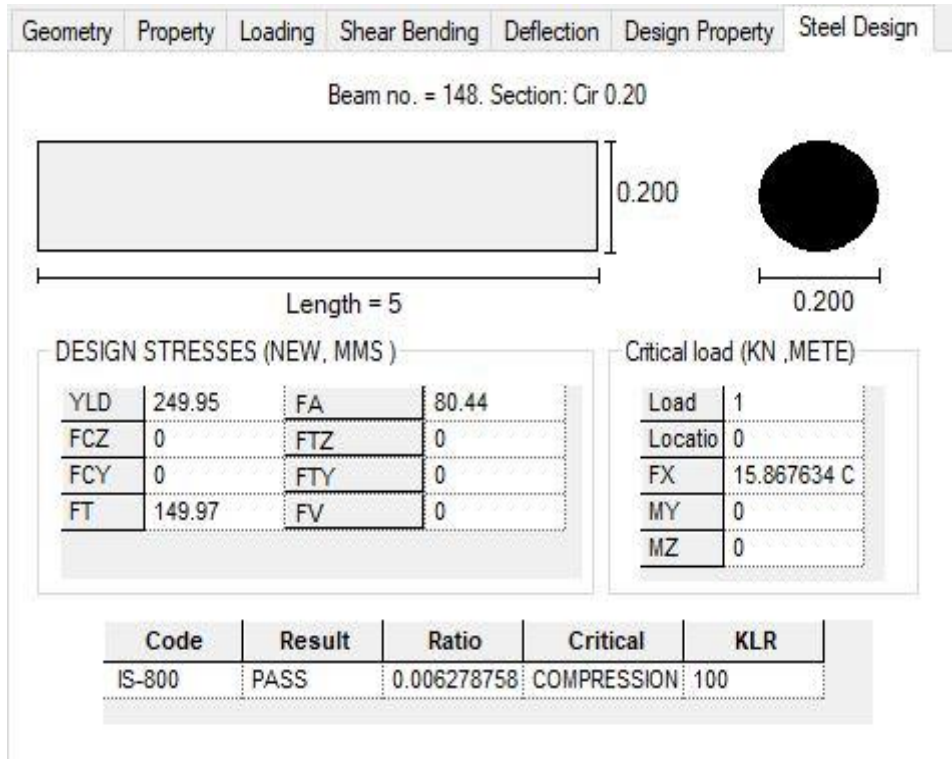 Geometry Property Loading Shear Bending Deflection Design Property Steel Design
Beam no. = 148. Section: Cir 0.20
0.200
Length = 5
0.200
DESIGN STRESSES (NEW, MMS )
YLD 249.95 FA 80.44
FCZ 0 FTZ 0
FCY 0 FTY 0
FT 149.97 FV 0
Critical load (KN ,METE)
Load 1
Locatio 0
FX 15.867634 C
MY 0
MZ 0
Code Result Ratio Critical KLR
IS-800 PASS 0.006278758 COMPRESSION 100